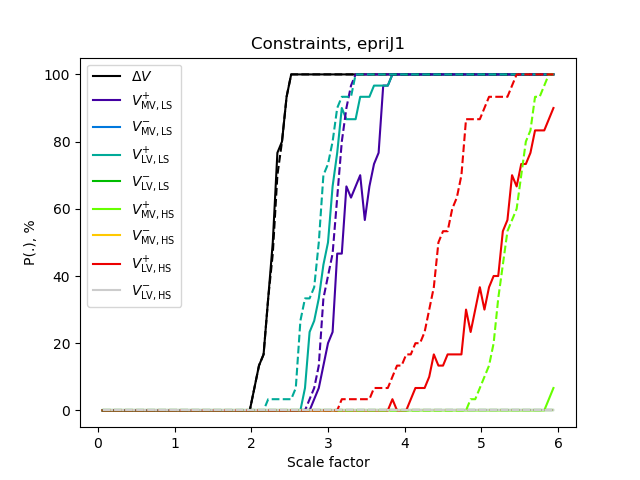 Constraints, epriJ1
P(.), %
100
80
60
40
20
0
ΔV
V⁺MV, LS
V⁻MV, LS
V⁺LV, LS
V⁻LV, LS
V⁺MV, HS
V⁻MV, HS
V⁺LV, HS
V⁻LV, HS
0 1 2 3 4 5 6
Scale factor